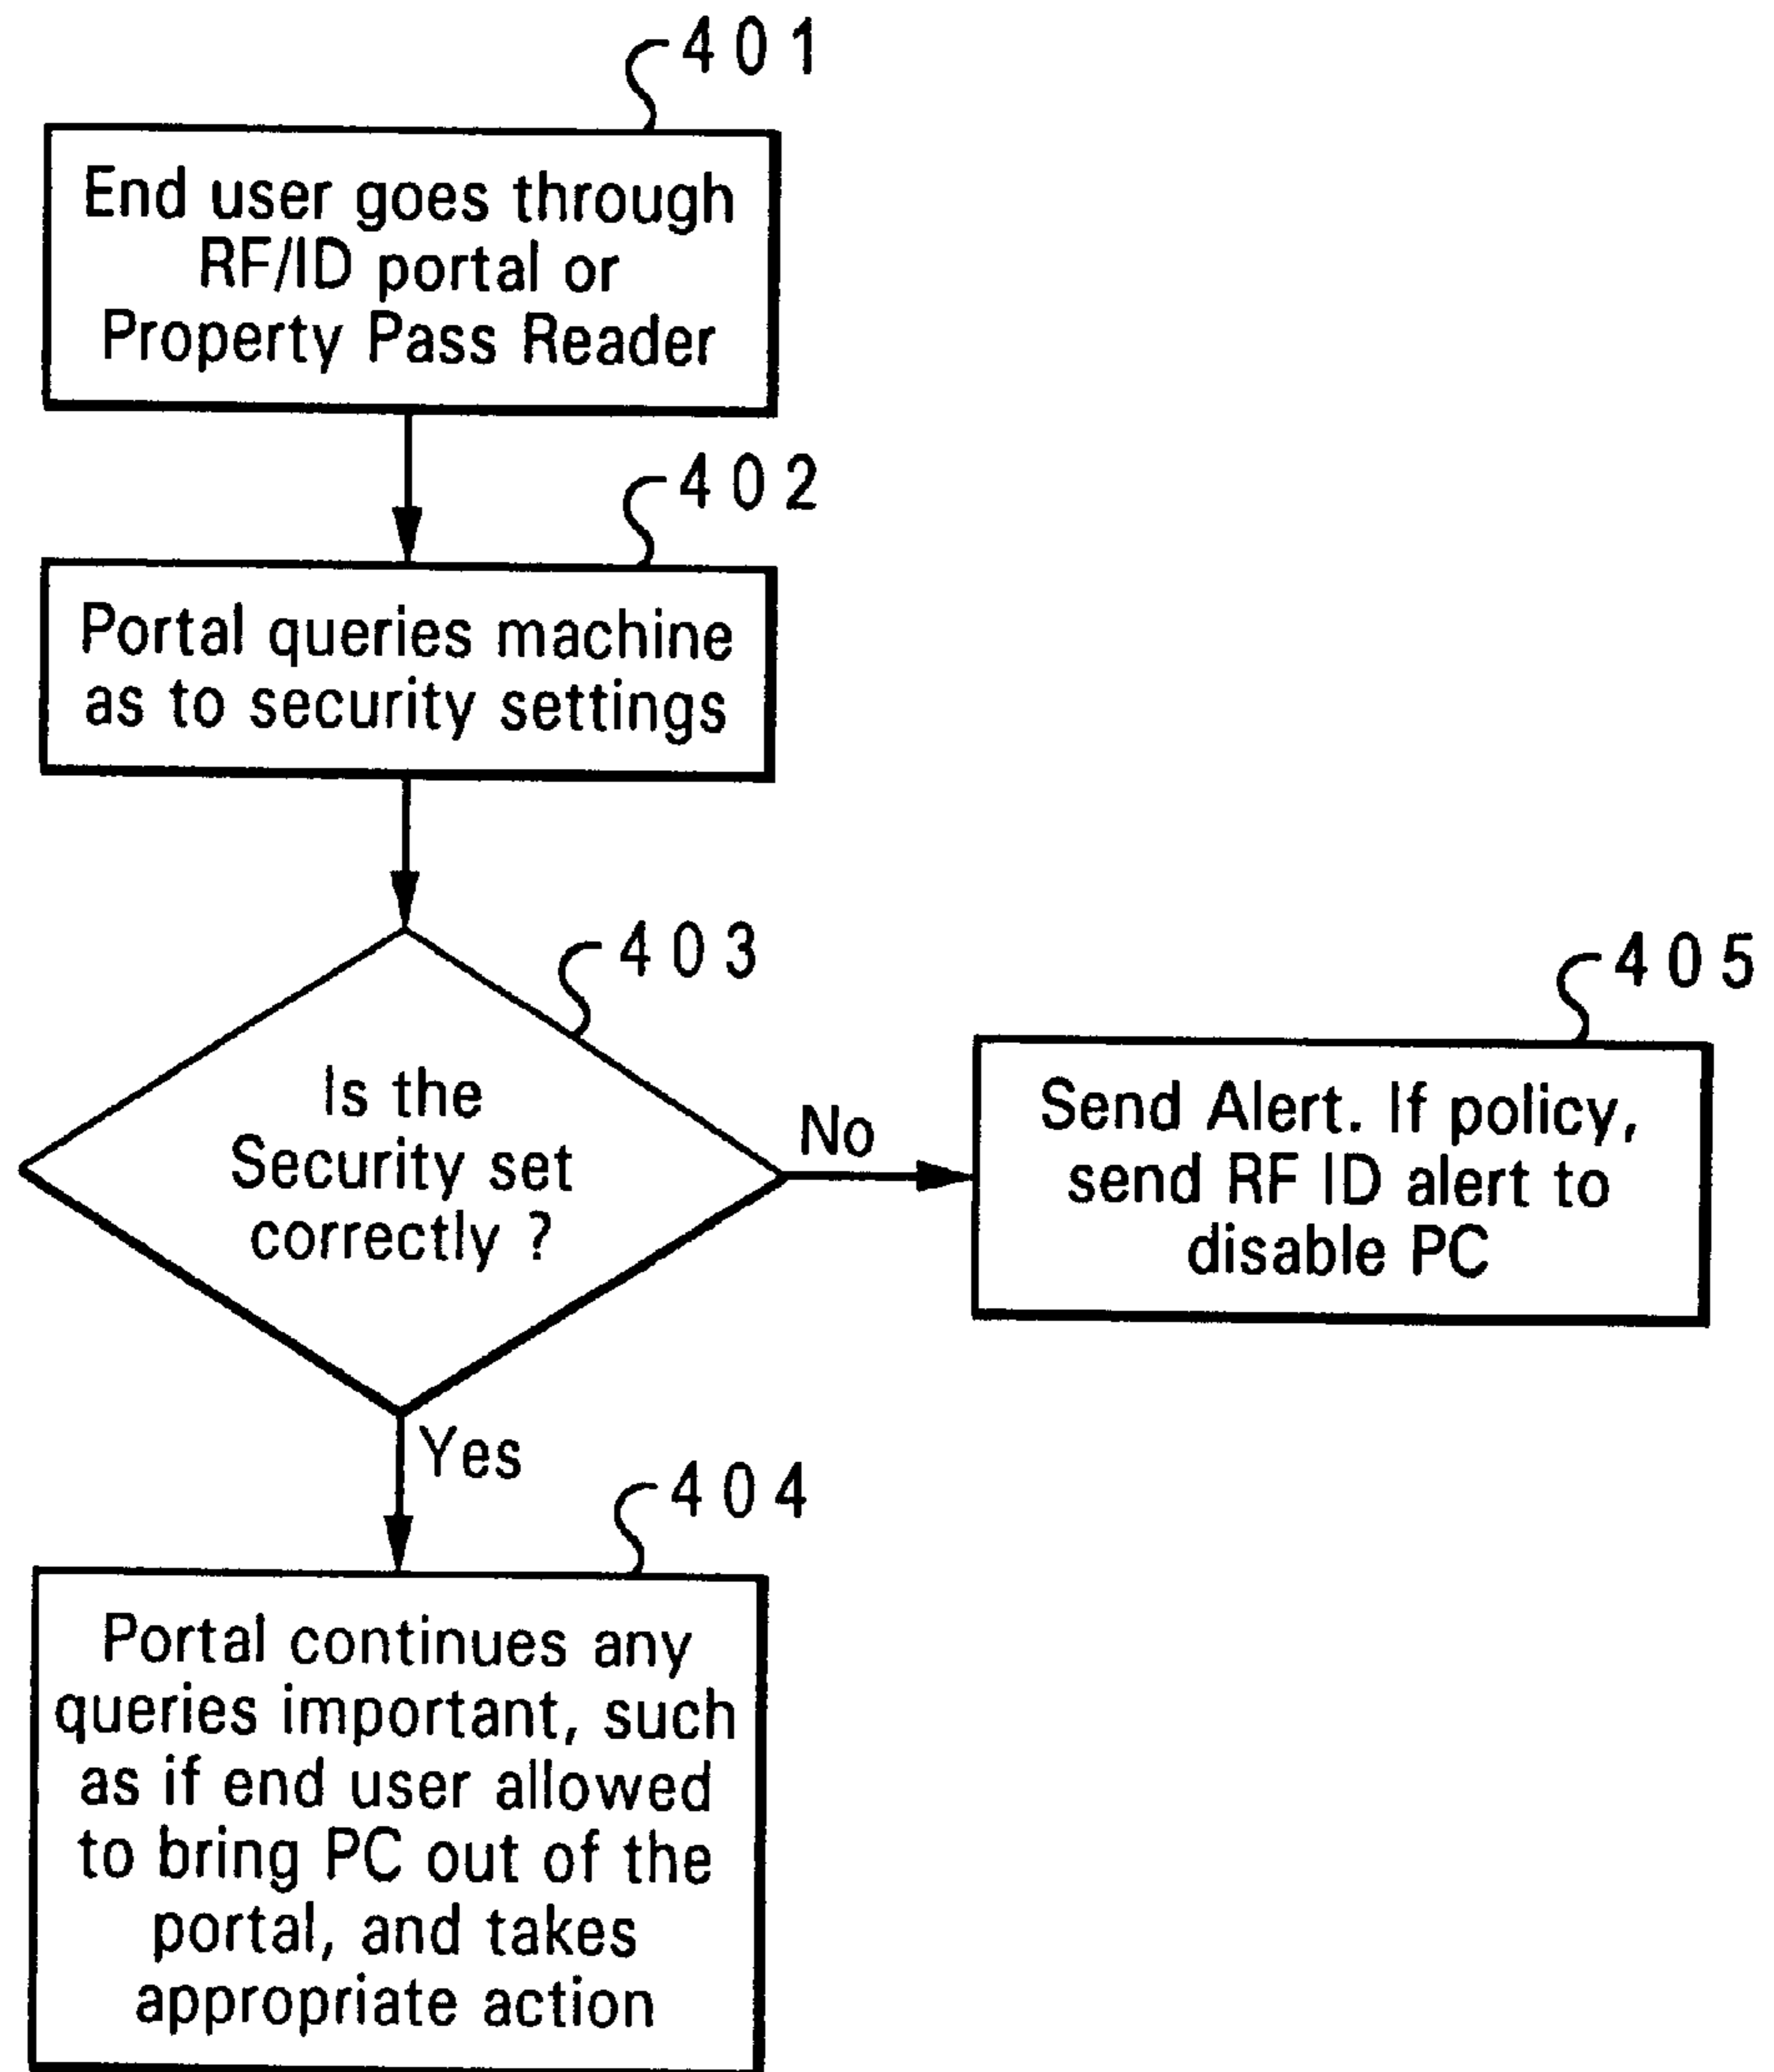 401
End user goes through
RF/ID portal or
Property Pass Reader
402
Portal queries machine
as to security settings
403
Is the
Security set
correctly ?
No
405
Send Alert. If policy,
send RF ID alert to
disable PC
Yes
404
Portal continues any
queries important, such
as if end user allowed
to bring PC out of the
portal, and takes
appropriate action